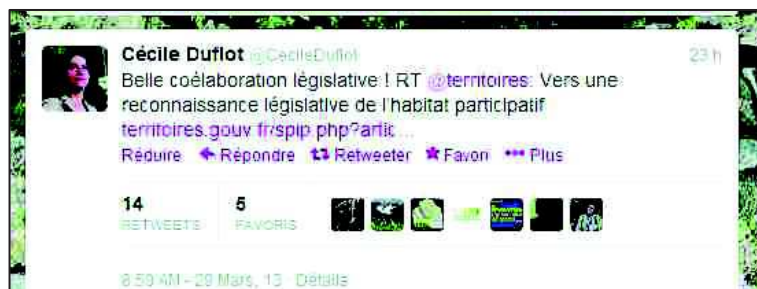 Cécile Duflot @CecileDuflot 23 h
Belle coélaboration législative ! RT @territoires: Vers une
reconnaissance législative de l'habitat participatif
territoires.gouv.fr/spip.php?artic...
Réduire Répondre Retweeter Favori Plus
14 5
RETWEETS FAVORIS
8:59 AM - 29 Mars, 13 · Détails